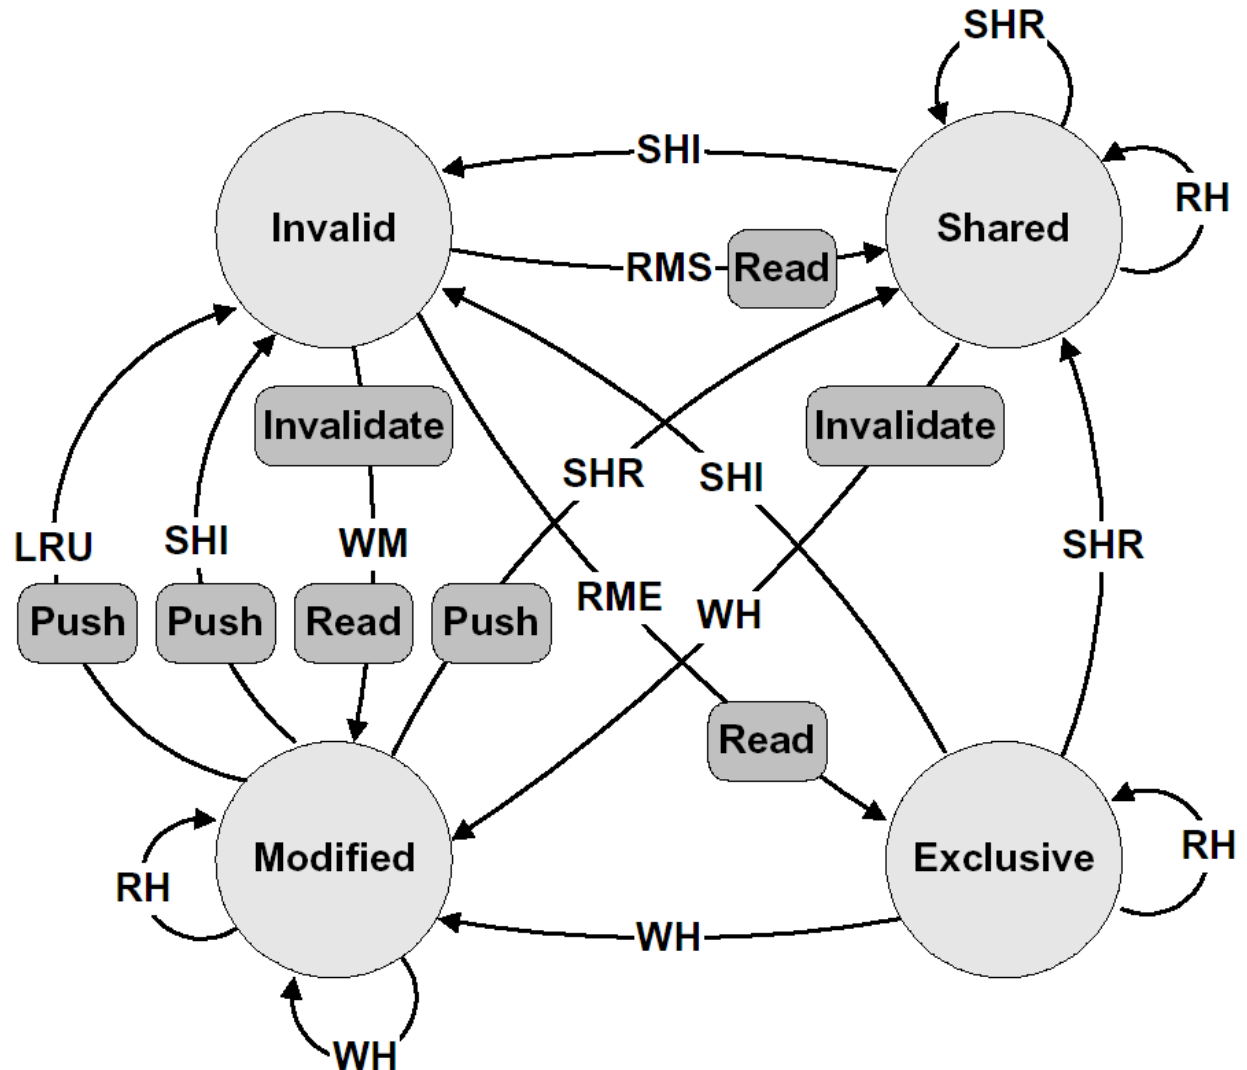 SHR
SHI
RH
Invalid
Shared
RMS
Read
Invalidate
Invalidate
SHR
SHI
LRU
SHI
WM
SHR
RME
WH
Push
Push
Read
Push
Read
RH
Modified
Exclusive
RH
WH
WH